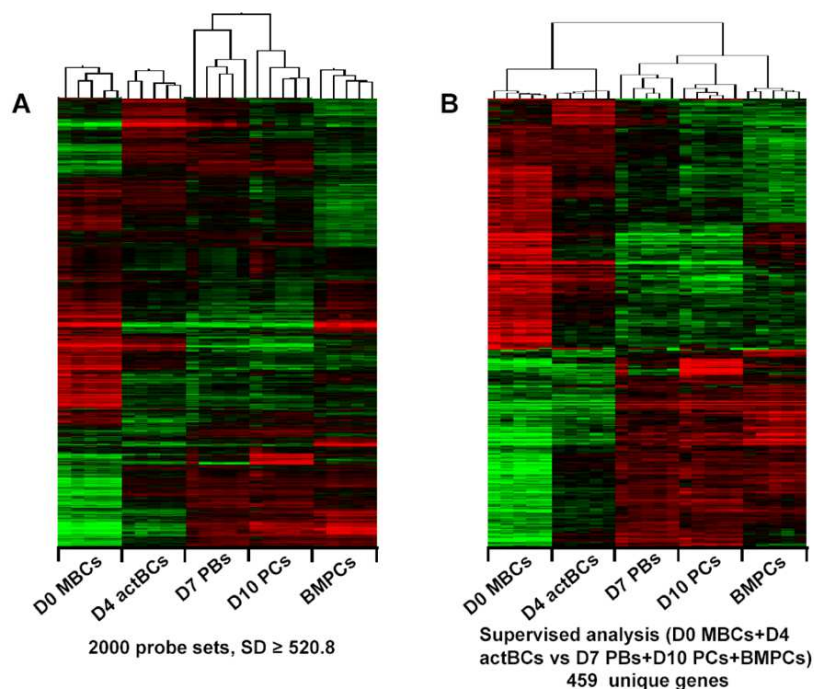 A
B
D0 MBCs
D4 actBCs
D7 PBs
D10 PCs
BMPCs
D0 MBCs
D4 actBCs
D7 PBs
D10 PCs
BMPCs
2000 probe sets, SD ≥ 520.8
Supervised analysis (D0 MBCs+D4
actBCs vs D7 PBs+D10 PCs+BMPCs)
459 unique genes